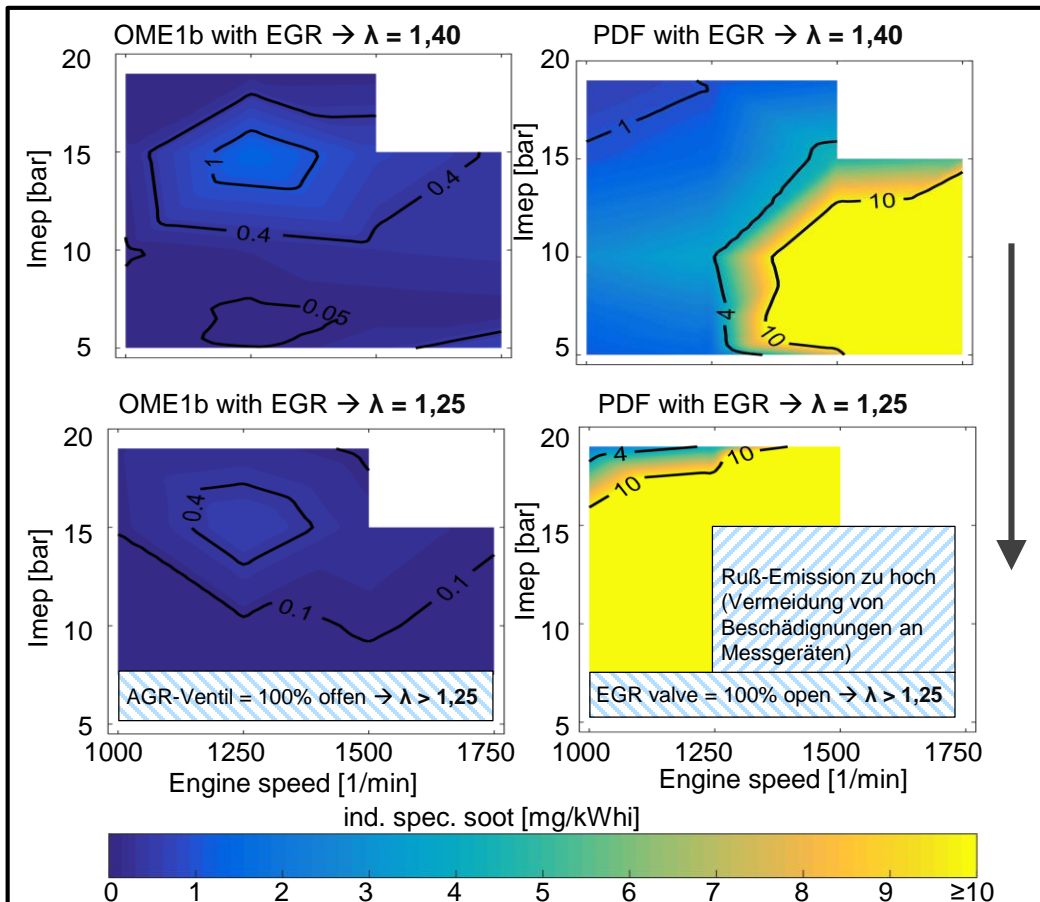 OME1b with EGR → λ = 1,40
PDF with EGR → λ = 1,40
20
15
10
5
Imep [bar]
1
0.4
0.4
0.05
20
15
10
5
Imep [bar]
1
10
4
10
OME1b with EGR → λ = 1,25
PDF with EGR → λ = 1,25
20
15
10
5
Imep [bar]
0.4
0.1
0.1
AGR-Ventil = 100% offen → λ > 1,25
1000 1250 1500 1750
Engine speed [1/min]
20
15
10
5
Imep [bar]
4
10
10
Ruß-Emission zu hoch
(Vermeidung von
Beschädignungen an
Messgeräten)
EGR valve = 100% open → λ > 1,25
1000 1250 1500 1750
Engine speed [1/min]
ind. spec. soot [mg/kWhi]
0 1 2 3 4 5 6 7 8 9 ≥10